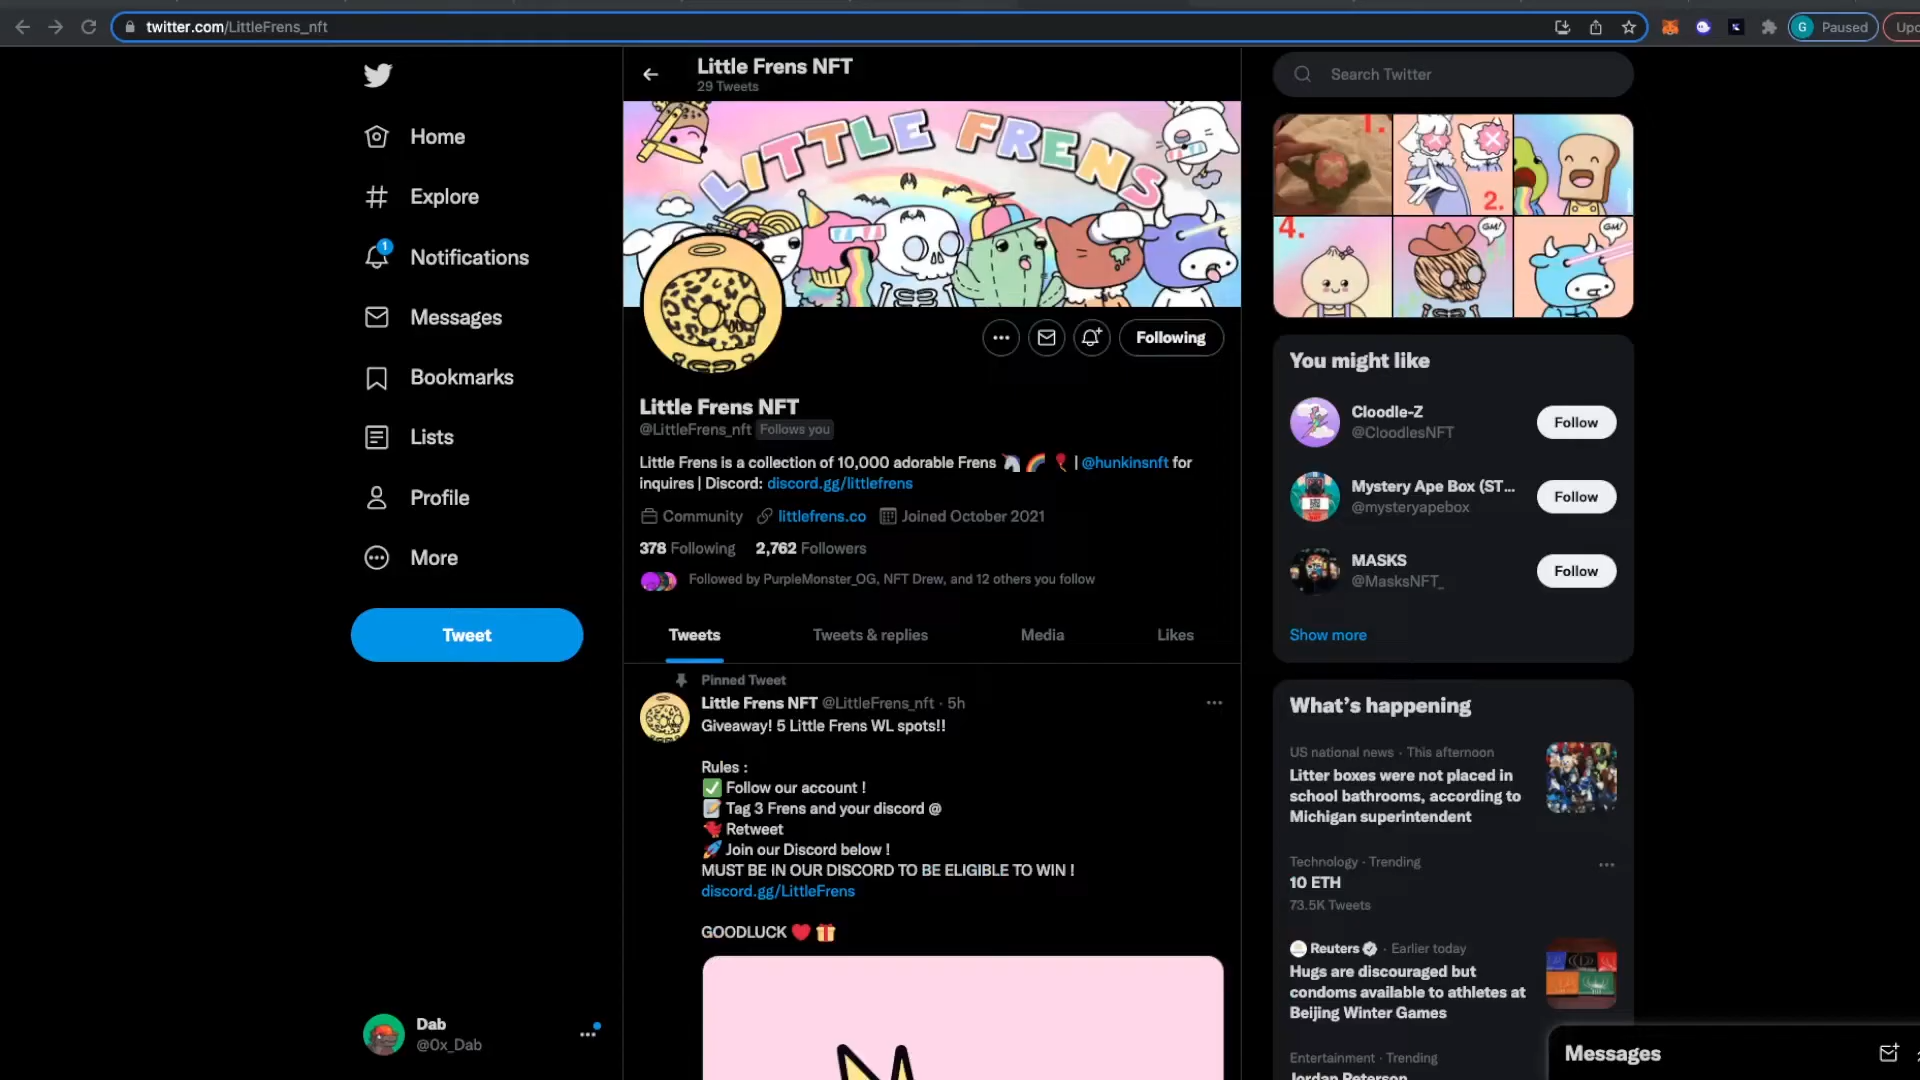 twitter.com/LittleFrens_nft
G
Paused
Home
Explore
1
Notifications
Messages
Bookmarks
Lists
Profile
More
Tweet
Dab
@0x_Dab
Little Frens NFT
29 Tweets
LITTLE FRENS
Following
Little Frens NFT
@LittleFrens_nft Follows you
Little Frens is a collection of 10,000 adorable Frens 🦄 🌈 🎈 | @hunkinsnft for
inquires | Discord: discord.gg/littlefrens
Community littlefrens.co Joined October 2021
378 Following 2,762 Followers
Followed by PurpleMonster_OG, NFT Drew, and 12 others you follow
Tweets Tweets & replies Media Likes
Pinned Tweet
Little Frens NFT @LittleFrens_nft · 5h
Giveaway! 5 Little Frens WL spots!!
Rules :
✅ Follow our account !
📝 Tag 3 Frens and your discord @
🐦 Retweet
🚀 Join our Discord below !
MUST BE IN OUR DISCORD TO BE ELIGIBLE TO WIN !
discord.gg/LittleFrens
GOODLUCK ❤️ 🎁
Search Twitter
1.
2.
4.
GM!
GM!
You might like
Cloodle-Z
@CloodlesNFT
Follow
Mystery Ape Box (ST...
@mysteryapebox
Follow
MASKS
@MasksNFT_
Follow
Show more
What's happening
US national news · This afternoon
Litter boxes were not placed in
school bathrooms, according to
Michigan superintendent
Technology · Trending
10 ETH
73.5K Tweets
Reuters · Earlier today
Hugs are discouraged but
condoms available to athletes at
Beijing Winter Games
Entertainment · Trending
Jordan Peterson
Messages